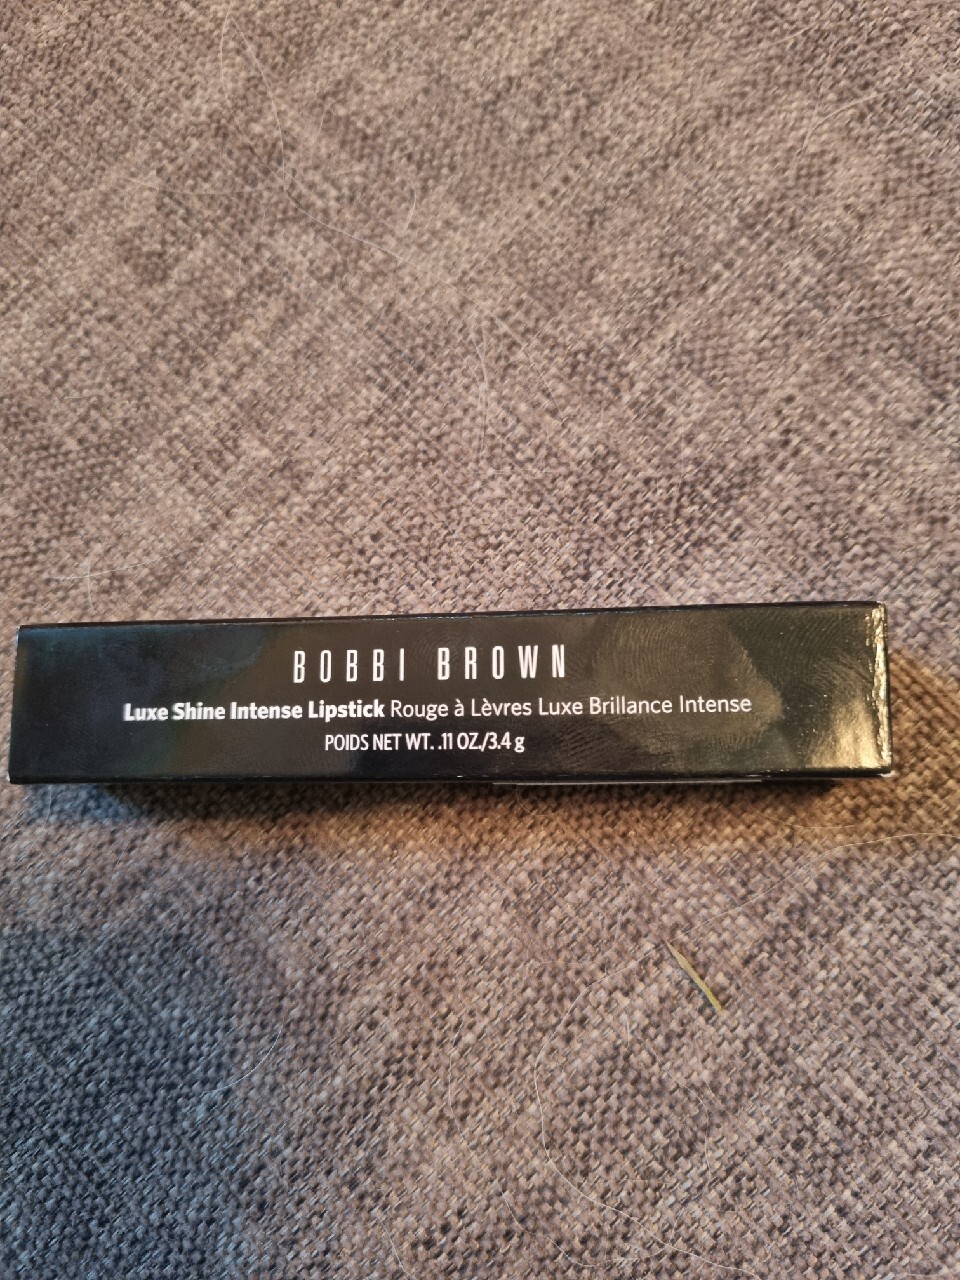 BOBBI BROWN
Luxe Shine Intense Lipstick Rouge à Lèvres Luxe Brillance Intense
POIDS NET WT. .11 OZ./3.4 g